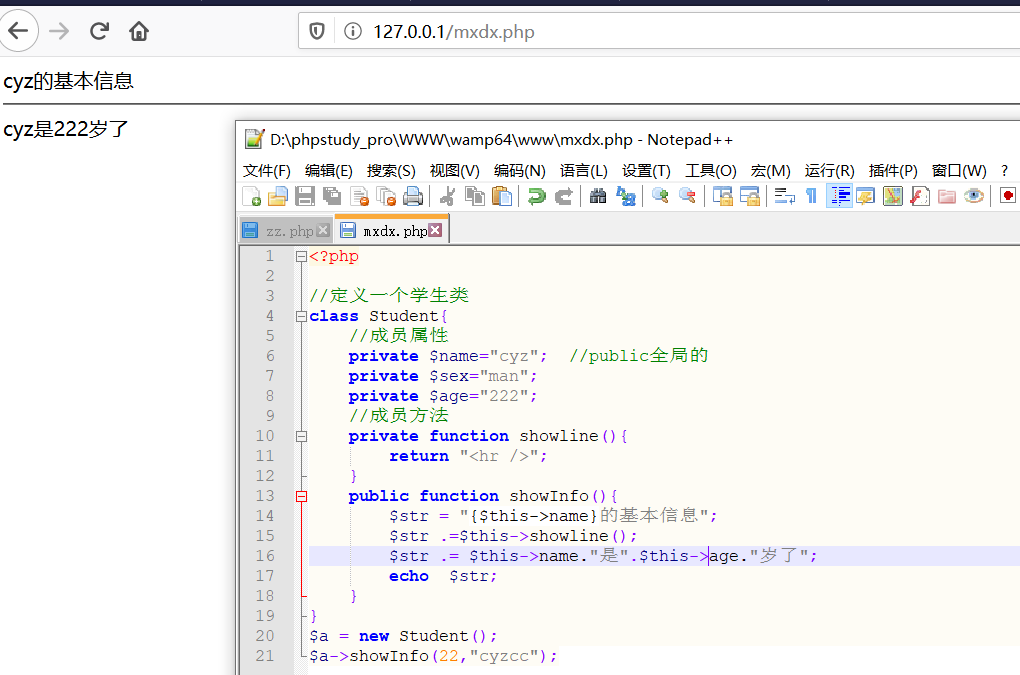 127.0.0.1/mxdx.php
cyz的基本信息
cyz是222岁了
D:\phpstudy_pro\WWW\wamp64\www\mxdx.php - Notepad++
文件(F) 编辑(E) 搜索(S) 视图(V) 编码(N) 语言(L) 设置(T) 工具(O) 宏(M) 运行(R) 插件(P) 窗口(W) ?
zz.php mxdx.php
1 <?php
2
3 //定义一个学生类
4 class Student{
5 //成员属性
6 private $name="cyz"; //public全局的
7 private $sex="man";
8 private $age="222";
9 //成员方法
10 private function showline(){
11 return "<hr />";
12 }
13 public function showInfo(){
14 $str = "{$this->name}的基本信息";
15 $str .=$this->showline();
16 $str .= $this->name."是".$this->age."岁了";
17 echo  $str;
18 }
19 }
20 $a = new Student();
21 $a->showInfo(22,"cyzcc");